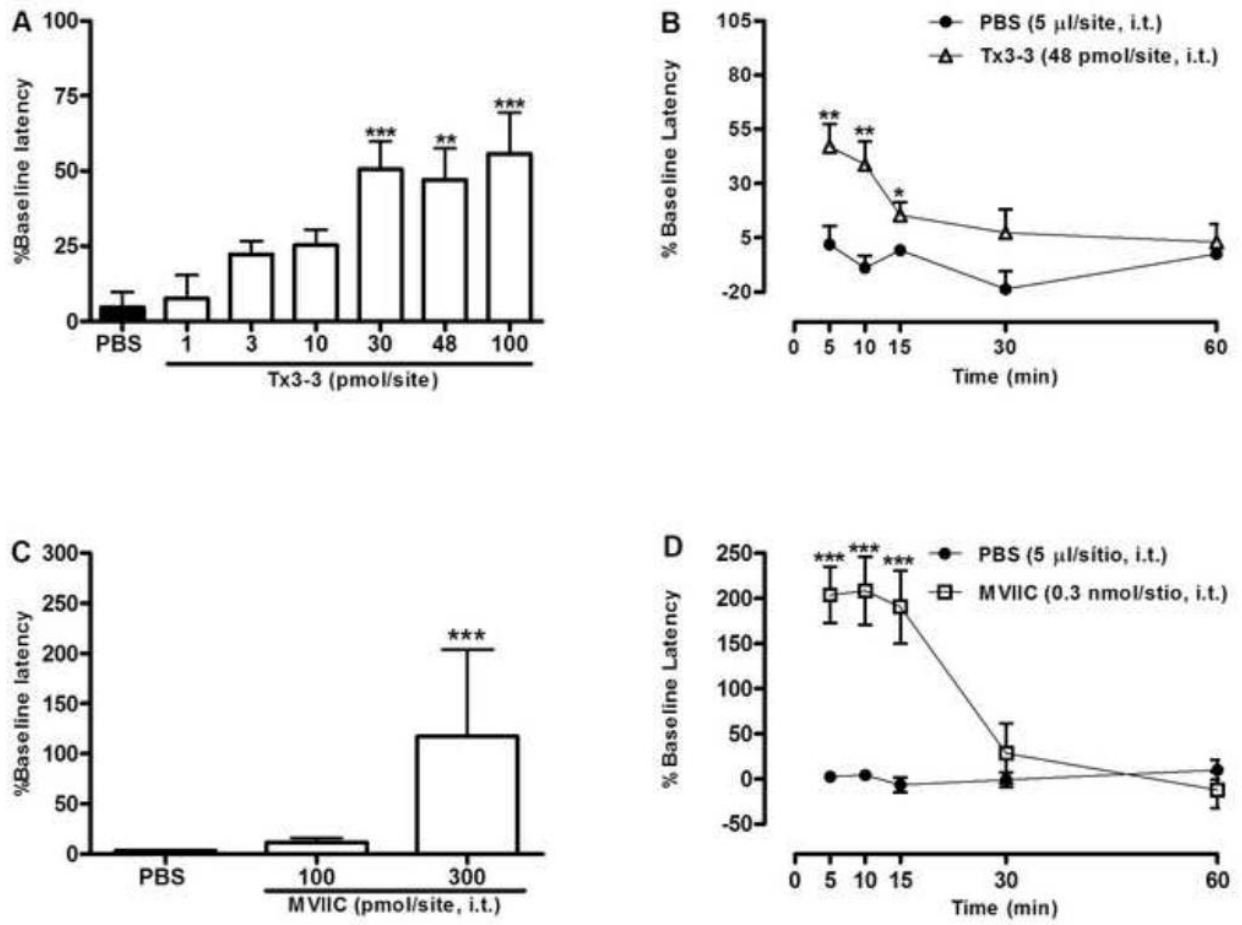 A
%Baseline latency
100
75
50
25
0
*** ** ***
PBS 1 3 10 30 48 100
Tx3-3 (pmol/site)
B
% Baseline Latency
PBS (5 µl/site, i.t.)
Tx3-3 (48 pmol/site, i.t.)
105
80
55
30
5
-20
** ** *
0 5 10 15 30 60
Time (min)
C
%Baseline latency
300
250
200
150
100
50
0
***
PBS 100 300
MVIIC (pmol/site, i.t.)
D
% Baseline Latency
PBS (5 µl/sítio, i.t.)
MVIIC (0.3 nmol/stio, i.t.)
250
200
150
100
50
0
-50
*** *** ***
0 5 10 15 30 60
Time (min)